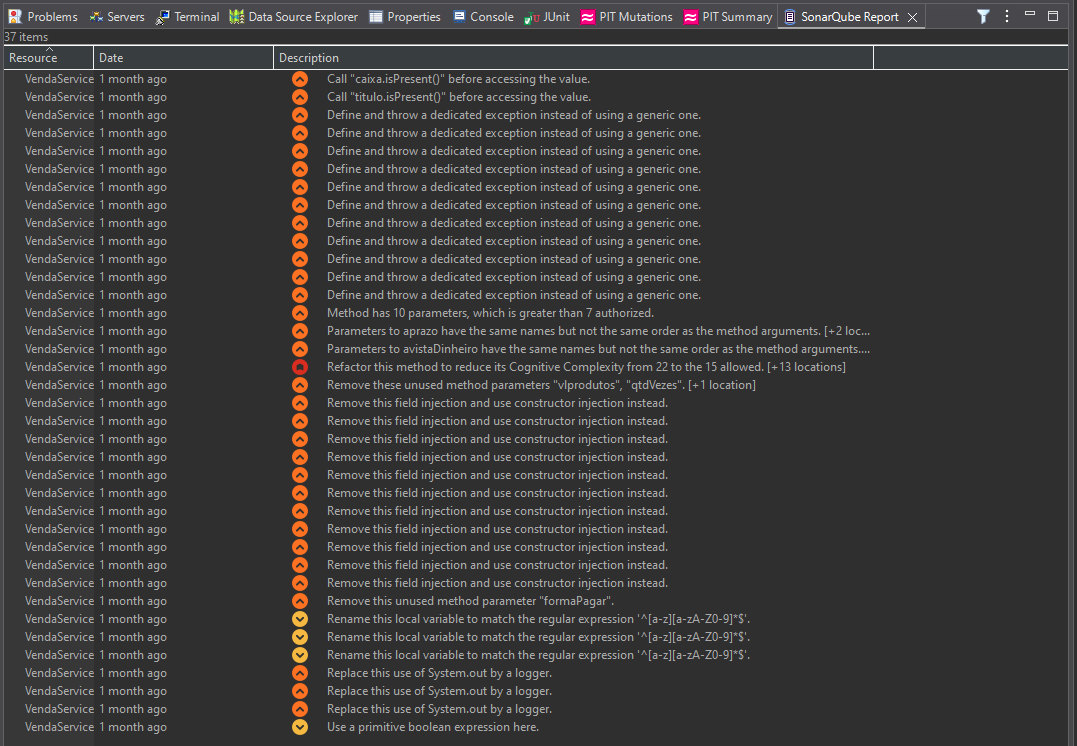 Problems Servers Terminal Data Source Explorer Properties Console JUnit PIT Mutations PIT Summary SonarQube Report
37 items
Resource Date Description
VendaService 1 month ago Call "caixa.isPresent()" before accessing the value.
VendaService 1 month ago Call "titulo.isPresent()" before accessing the value.
VendaService 1 month ago Define and throw a dedicated exception instead of using a generic one.
VendaService 1 month ago Define and throw a dedicated exception instead of using a generic one.
VendaService 1 month ago Define and throw a dedicated exception instead of using a generic one.
VendaService 1 month ago Define and throw a dedicated exception instead of using a generic one.
VendaService 1 month ago Define and throw a dedicated exception instead of using a generic one.
VendaService 1 month ago Define and throw a dedicated exception instead of using a generic one.
VendaService 1 month ago Define and throw a dedicated exception instead of using a generic one.
VendaService 1 month ago Define and throw a dedicated exception instead of using a generic one.
VendaService 1 month ago Define and throw a dedicated exception instead of using a generic one.
VendaService 1 month ago Define and throw a dedicated exception instead of using a generic one.
VendaService 1 month ago Define and throw a dedicated exception instead of using a generic one.
VendaService 1 month ago Method has 10 parameters, which is greater than 7 authorized.
VendaService 1 month ago Parameters to aprazo have the same names but not the same order as the method arguments. [+2 loc...
VendaService 1 month ago Parameters to avistaDinheiro have the same names but not the same order as the method arguments....
VendaService 1 month ago Refactor this method to reduce its Cognitive Complexity from 22 to the 15 allowed. [+13 locations]
VendaService 1 month ago Remove these unused method parameters "vlprodutos", "qtdVezes". [+1 location]
VendaService 1 month ago Remove this field injection and use constructor injection instead.
VendaService 1 month ago Remove this field injection and use constructor injection instead.
VendaService 1 month ago Remove this field injection and use constructor injection instead.
VendaService 1 month ago Remove this field injection and use constructor injection instead.
VendaService 1 month ago Remove this field injection and use constructor injection instead.
VendaService 1 month ago Remove this field injection and use constructor injection instead.
VendaService 1 month ago Remove this field injection and use constructor injection instead.
VendaService 1 month ago Remove this field injection and use constructor injection instead.
VendaService 1 month ago Remove this field injection and use constructor injection instead.
VendaService 1 month ago Remove this field injection and use constructor injection instead.
VendaService 1 month ago Remove this field injection and use constructor injection instead.
VendaService 1 month ago Remove this unused method parameter "formaPagar".
VendaService 1 month ago Rename this local variable to match the regular expression '^[a-z][a-zA-Z0-9]*$'.
VendaService 1 month ago Rename this local variable to match the regular expression '^[a-z][a-zA-Z0-9]*$'.
VendaService 1 month ago Rename this local variable to match the regular expression '^[a-z][a-zA-Z0-9]*$'.
VendaService 1 month ago Replace this use of System.out by a logger.
VendaService 1 month ago Replace this use of System.out by a logger.
VendaService 1 month ago Replace this use of System.out by a logger.
VendaService 1 month ago Use a primitive boolean expression here.